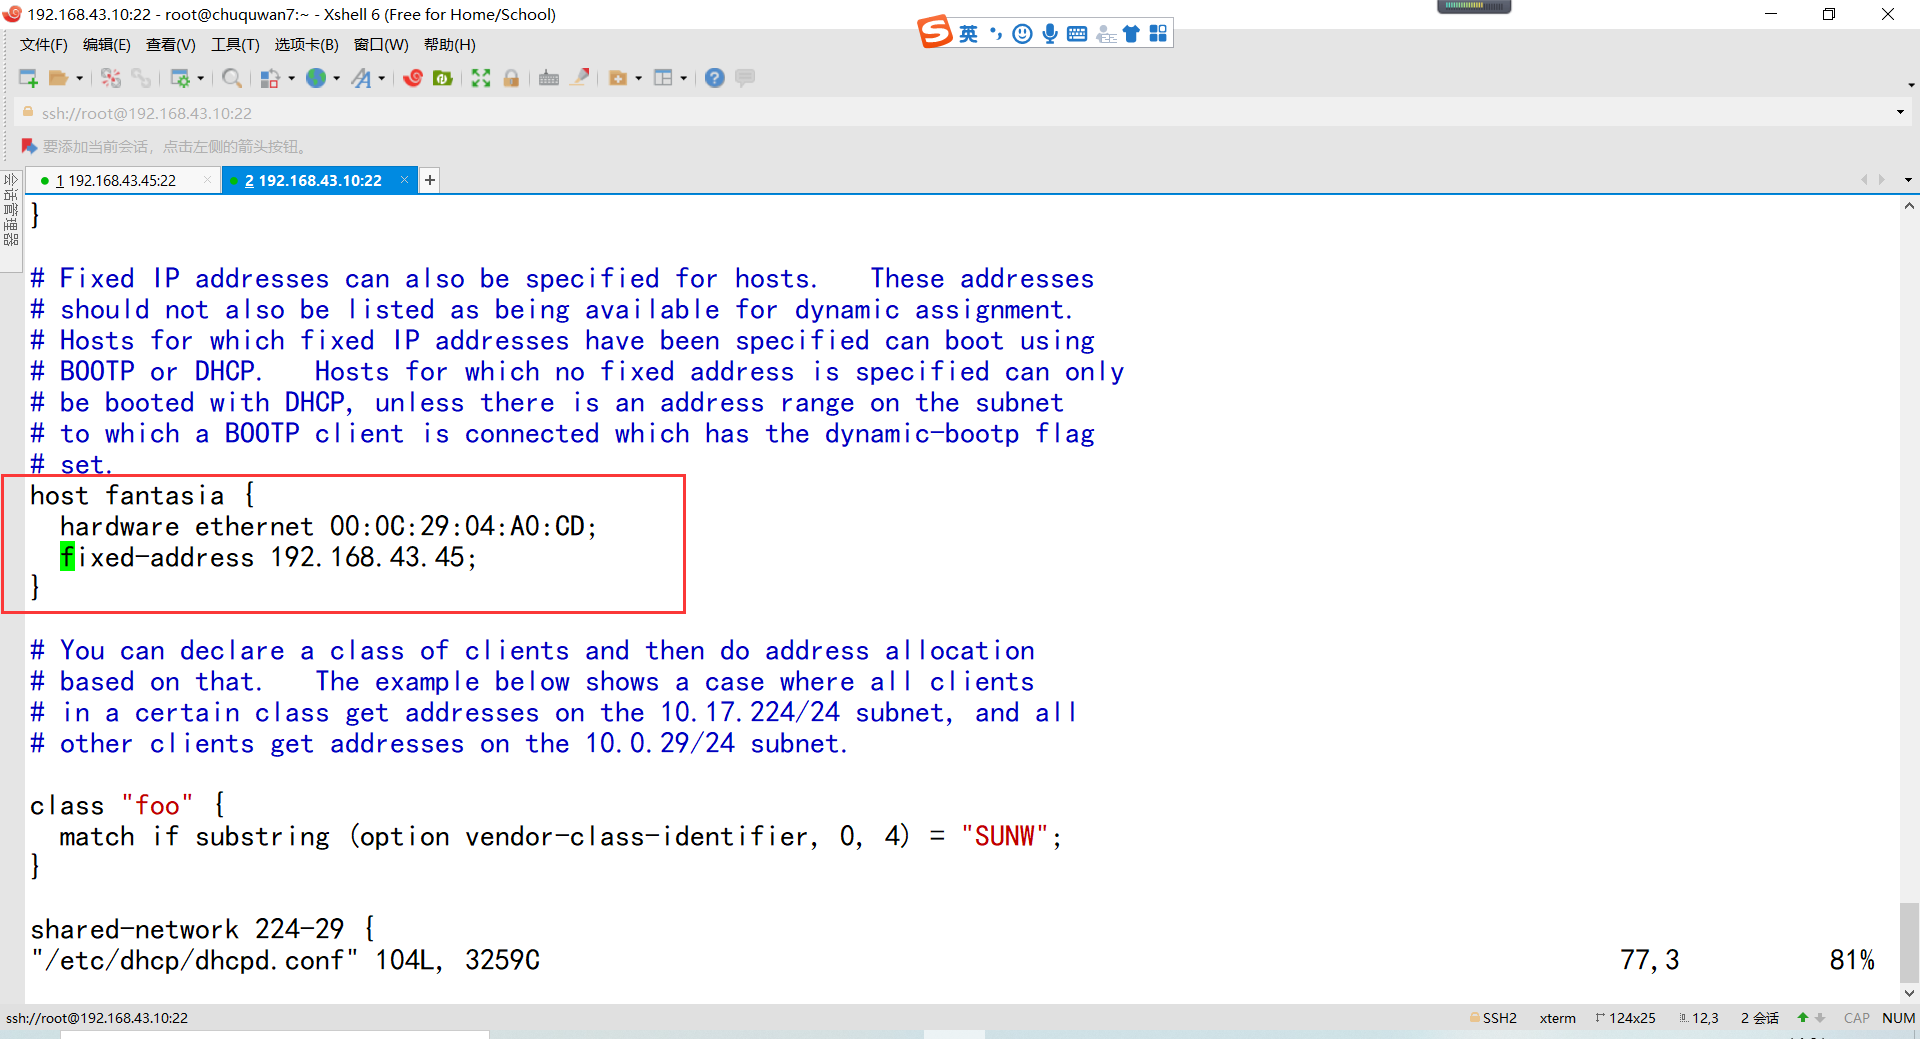 192.168.43.10:22 - root@chuquwan7:~ - Xshell 6 (Free for Home/School)
英
文件(F) 编辑(E) 查看(V) 工具(T) 选项卡(B) 窗口(W) 帮助(H)
ssh://root@192.168.43.10:22
要添加当前会话，点击左侧的箭头按钮。
会话管理器
1 192.168.43.45:22 × 2 192.168.43.10:22 × +
}
# Fixed IP addresses can also be specified for hosts.   These addresses
# should not also be listed as being available for dynamic assignment.
# Hosts for which fixed IP addresses have been specified can boot using
# BOOTP or DHCP.   Hosts for which no fixed address is specified can only
# be booted with DHCP, unless there is an address range on the subnet
# to which a BOOTP client is connected which has the dynamic-bootp flag
# set.
host fantasia {
  hardware ethernet 00:0C:29:04:A0:CD;
  fixed-address 192.168.43.45;
}
# You can declare a class of clients and then do address allocation
# based on that.   The example below shows a case where all clients
# in a certain class get addresses on the 10.17.224/24 subnet, and all
# other clients get addresses on the 10.0.29/24 subnet.
class "foo" {
  match if substring (option vendor-class-identifier, 0, 4) = "SUNW";
}
shared-network 224-29 {
"/etc/dhcp/dhcpd.conf" 104L, 3259C 77,3 81%
ssh://root@192.168.43.10:22 SSH2 xterm 124x25 12,3 2 会话 CAP NUM